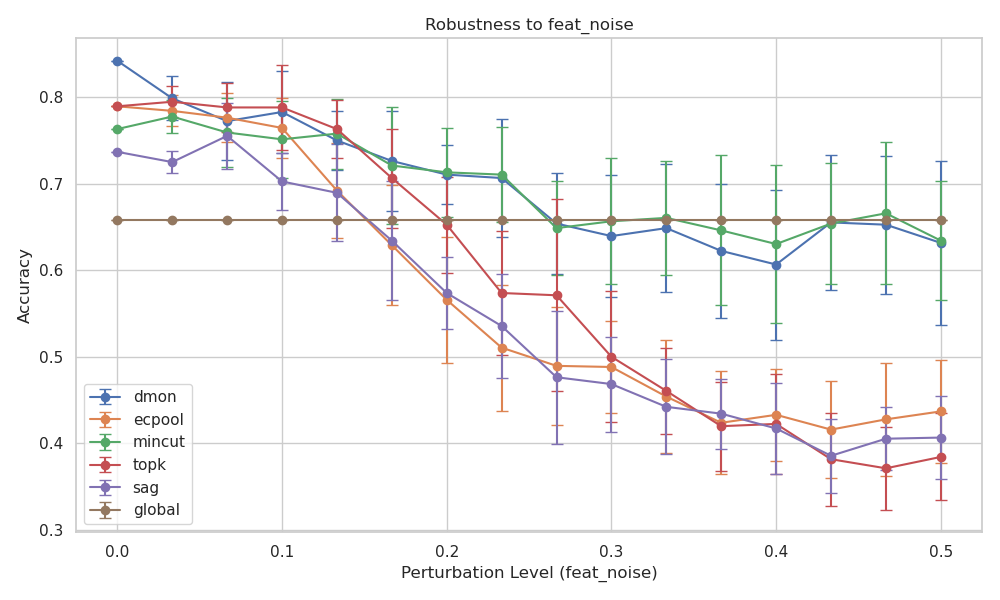 Robustness to feat_noise
Accuracy
0.8
0.7
0.6
0.5
0.4
0.3
dmon
ecpool
mincut
topk
sag
global
0.0 0.1 0.2 0.3 0.4 0.5
Perturbation Level (feat_noise)